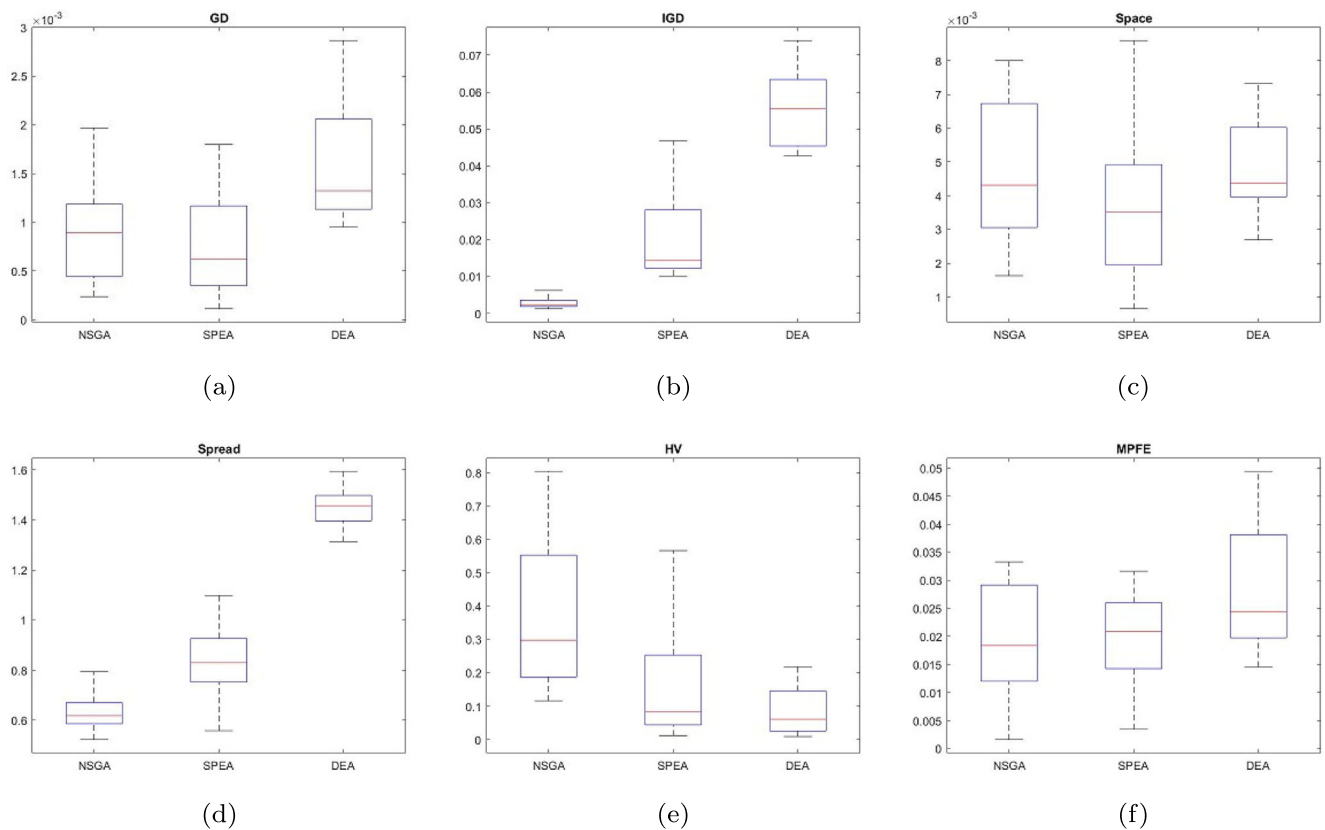 GD
×10⁻³
3
2.5
2
1.5
1
0.5
0
NSGA SPEA DEA
(a)
IGD
0.07
0.06
0.05
0.04
0.03
0.02
0.01
0
NSGA SPEA DEA
(b)
Space
×10⁻³
8
7
6
5
4
3
2
1
NSGA SPEA DEA
(c)
Spread
1.6
1.4
1.2
1
0.8
0.6
NSGA SPEA DEA
(d)
HV
0.8
0.7
0.6
0.5
0.4
0.3
0.2
0.1
0
NSGA SPEA DEA
(e)
MPFE
0.05
0.045
0.04
0.035
0.03
0.025
0.02
0.015
0.01
0.005
0
NSGA SPEA DEA
(f)